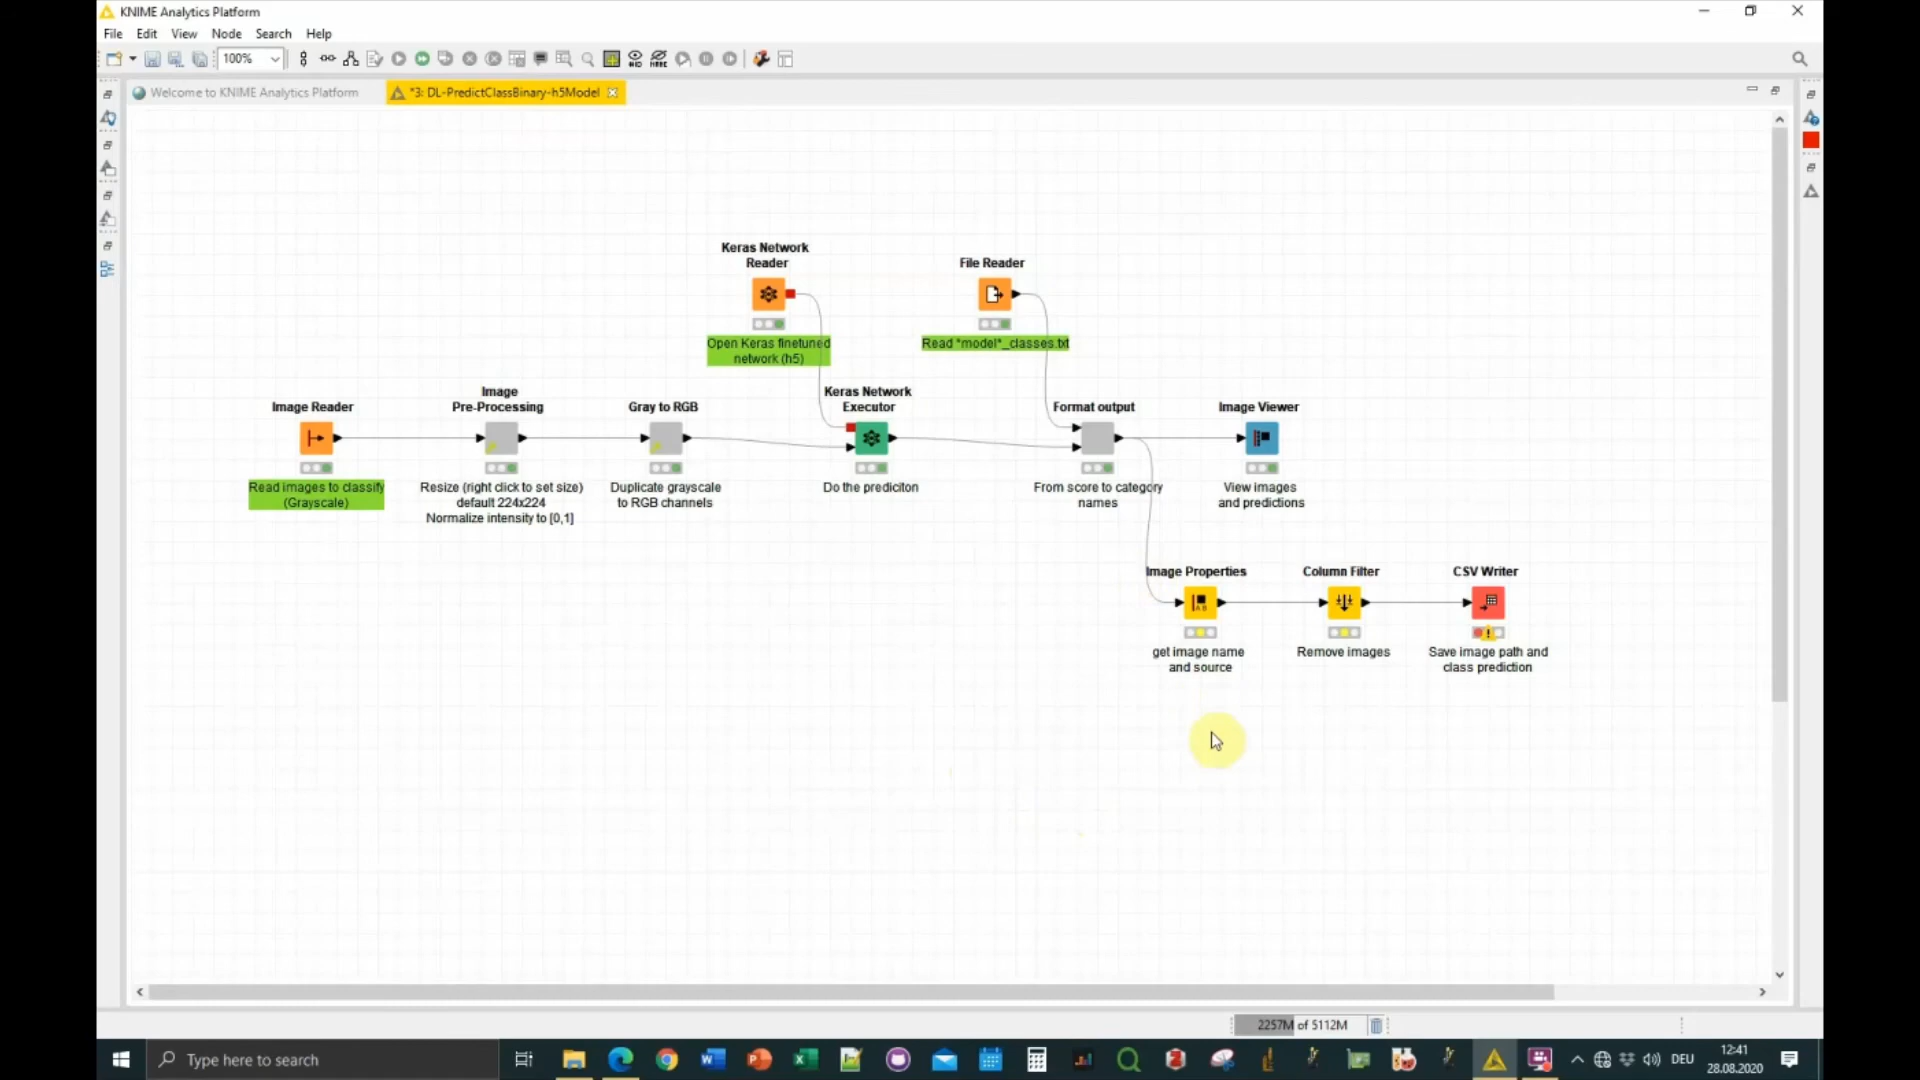 KNIME Analytics Platform
File Edit View Node Search Help
100%
Welcome to KNIME Analytics Platform
*3: DL-PredictClassBinary-h5Model
Keras Network
Reader
File Reader
Open Keras finetuned
network (h5)
Read *model*_classes.txt
Image Reader
Image
Pre-Processing
Gray to RGB
Keras Network
Executor
Format output
Image Viewer
Read images to classify
(Grayscale)
Resize (right click to set size)
default 224x224
Normalize intensity to [0,1]
Duplicate grayscale
to RGB channels
Do the prediciton
From score to category
names
View images
and predictions
Image Properties
Column Filter
CSV Writer
get image name
and source
Remove images
Save image path and
class prediction
2257M of 5112M
Type here to search
DEU
12:41
28.08.2020